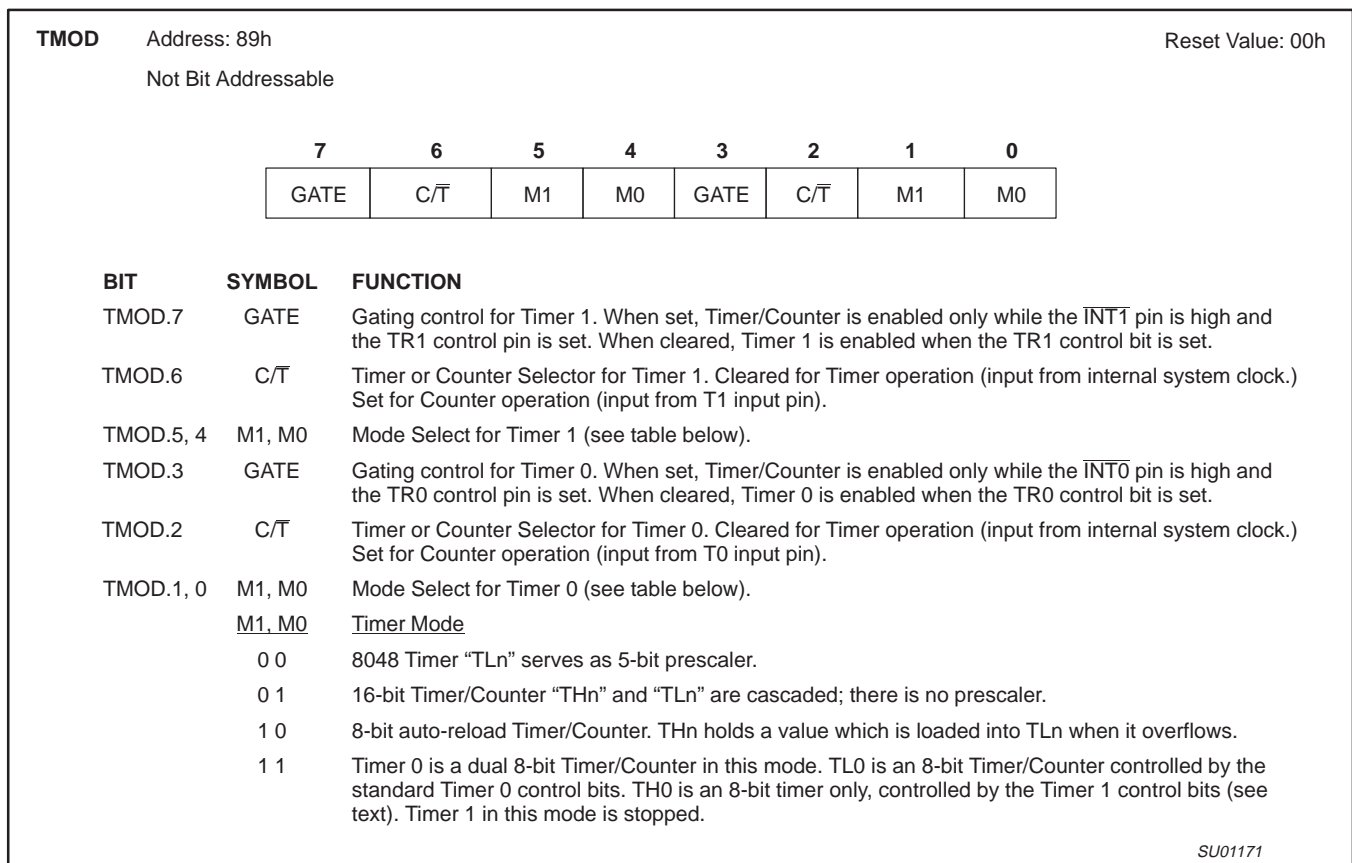 TMOD Address: 89h Reset Value: 00h
Not Bit Addressable
7 6 5 4 3 2 1 0
GATE C/T̅ M1 M0 GATE C/T̅ M1 M0
BIT SYMBOL FUNCTION
TMOD.7 GATE Gating control for Timer 1. When set, Timer/Counter is enabled only while the I̅N̅T̅1̅ pin is high and
the TR1 control pin is set. When cleared, Timer 1 is enabled when the TR1 control bit is set.
TMOD.6 C/T̅ Timer or Counter Selector for Timer 1. Cleared for Timer operation (input from internal system clock.)
Set for Counter operation (input from T1 input pin).
TMOD.5, 4 M1, M0 Mode Select for Timer 1 (see table below).
TMOD.3 GATE Gating control for Timer 0. When set, Timer/Counter is enabled only while the I̅N̅T̅0̅ pin is high and
the TR0 control pin is set. When cleared, Timer 0 is enabled when the TR0 control bit is set.
TMOD.2 C/T̅ Timer or Counter Selector for Timer 0. Cleared for Timer operation (input from internal system clock.)
Set for Counter operation (input from T0 input pin).
TMOD.1, 0 M1, M0 Mode Select for Timer 0 (see table below).
M1, M0 Timer Mode
0 0 8048 Timer “TLn” serves as 5-bit prescaler.
0 1 16-bit Timer/Counter “THn” and “TLn” are cascaded; there is no prescaler.
1 0 8-bit auto-reload Timer/Counter. THn holds a value which is loaded into TLn when it overflows.
1 1 Timer 0 is a dual 8-bit Timer/Counter in this mode. TL0 is an 8-bit Timer/Counter controlled by the
standard Timer 0 control bits. TH0 is an 8-bit timer only, controlled by the Timer 1 control bits (see
text). Timer 1 in this mode is stopped.
SU01171